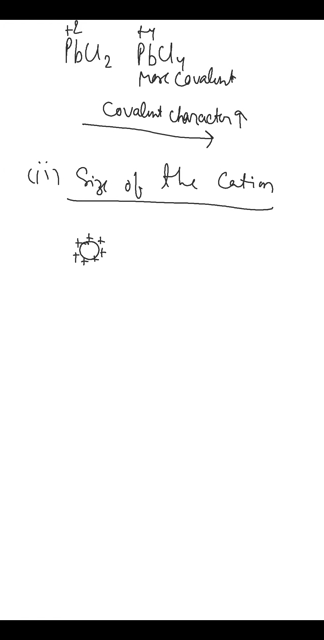 +2 +4
PbCl2 PbCl4
More Covalent
Covalent character↑
(ii) Size of the Cation
+ + +
+ +
+ +